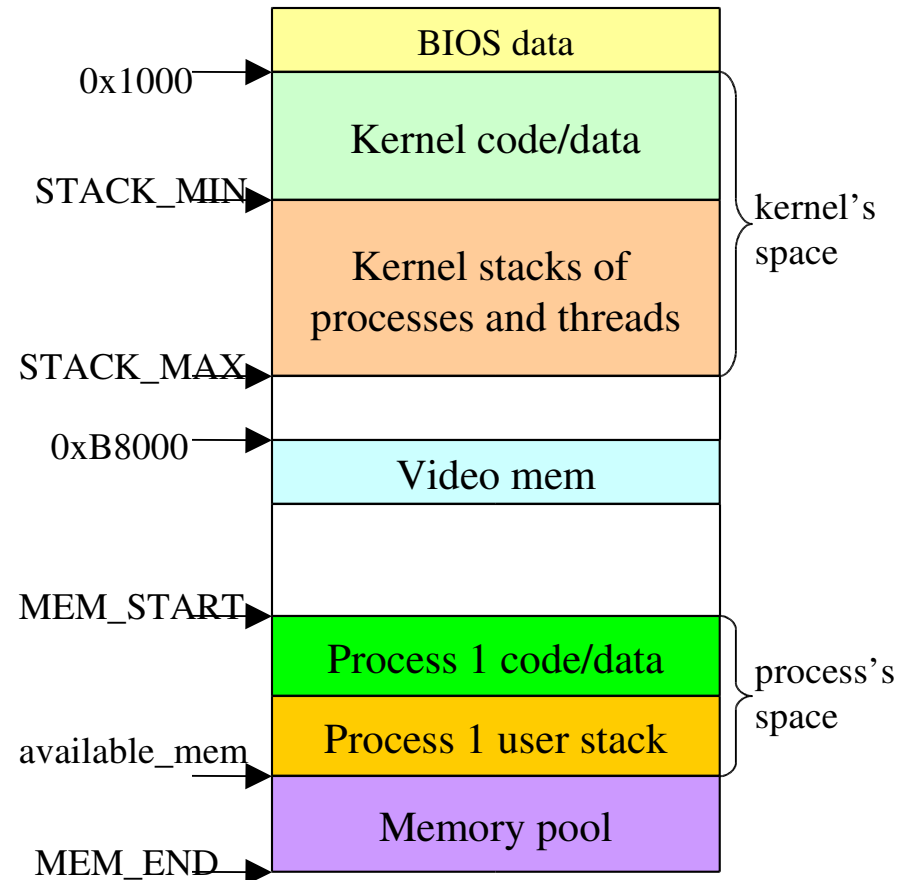 BIOS data
0x1000
Kernel code/data
STACK_MIN
kernel's
space
Kernel stacks of
processes and threads
STACK_MAX
0xB8000
Video mem
MEM_START
Process 1 code/data
process's
space
Process 1 user stack
available_mem
Memory pool
MEM_END